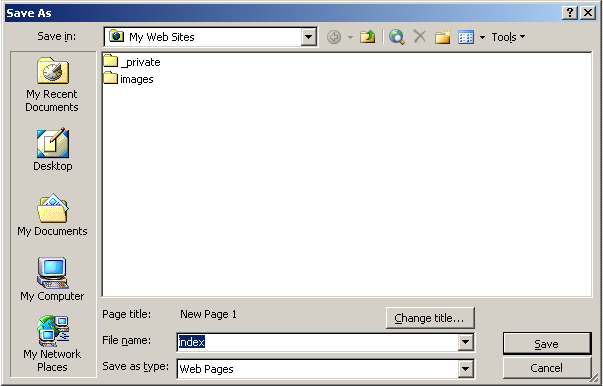 Save As
Save in:
My Web Sites
Tools
_private
images
My Recent
Documents
Desktop
My Documents
My Computer
My Network
Places
Page title:
New Page 1
Change title...
File name:
index
Save
Save as type:
Web Pages
Cancel